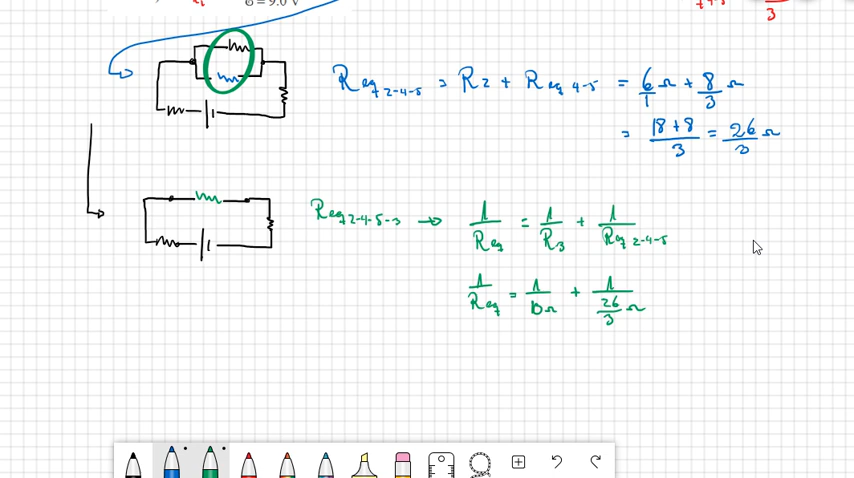 ε = 9.0 V
3
Req 2-4-5 = R2 + Req 4-5 = 6/1 Ω + 8/3 Ω
= (18+8)/3 = 26/3 Ω
Req 2-4-5-3 → 1/Req = 1/R3 + 1/Req 2-4-5
1/Req = 1/10Ω + 1/(26/3 Ω)